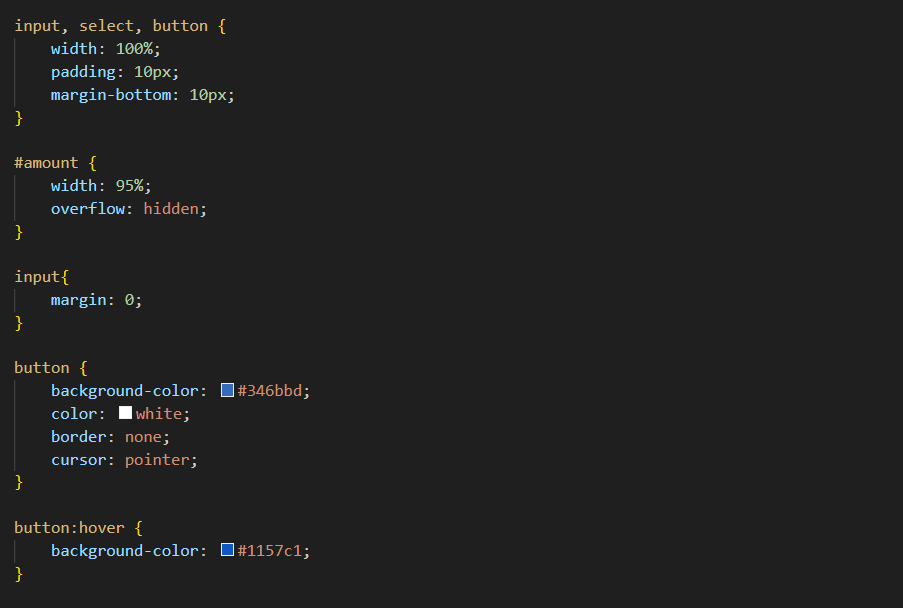 input, select, button {
    width: 100%;
    padding: 10px;
    margin-bottom: 10px;
}

#amount {
    width: 95%;
    overflow: hidden;
}

input{
    margin: 0;
}

button {
    background-color: #346bbd;
    color: white;
    border: none;
    cursor: pointer;
}

button:hover {
    background-color: #1157c1;
}